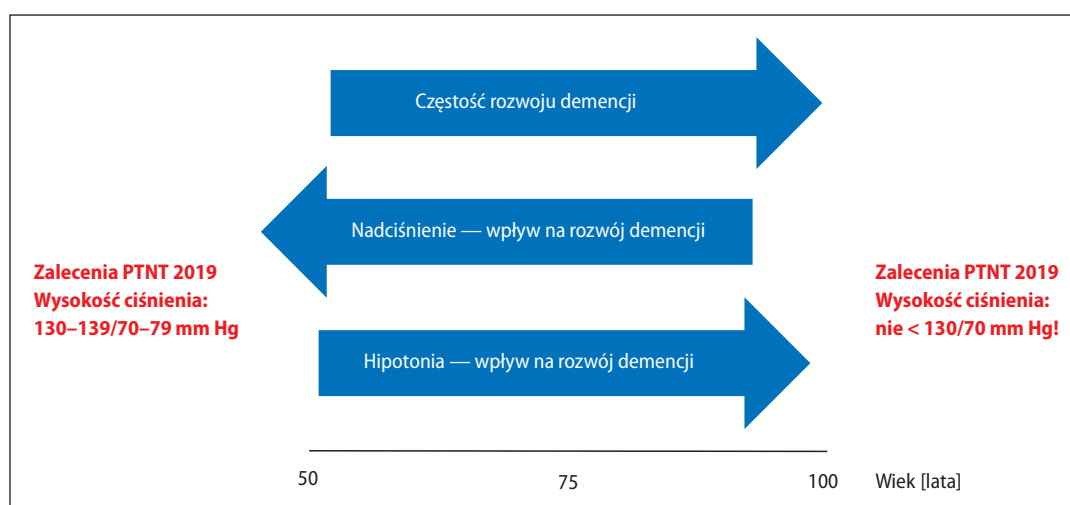 Częstość rozwoju demencji
Nadciśnienie — wpływ na rozwój demencji
Zalecenia PTNT 2019
Wysokość ciśnienia:
130–139/70–79 mm Hg
Zalecenia PTNT 2019
Wysokość ciśnienia:
nie < 130/70 mm Hg!
Hipotonia — wpływ na rozwój demencji
50 75 100 Wiek [lata]